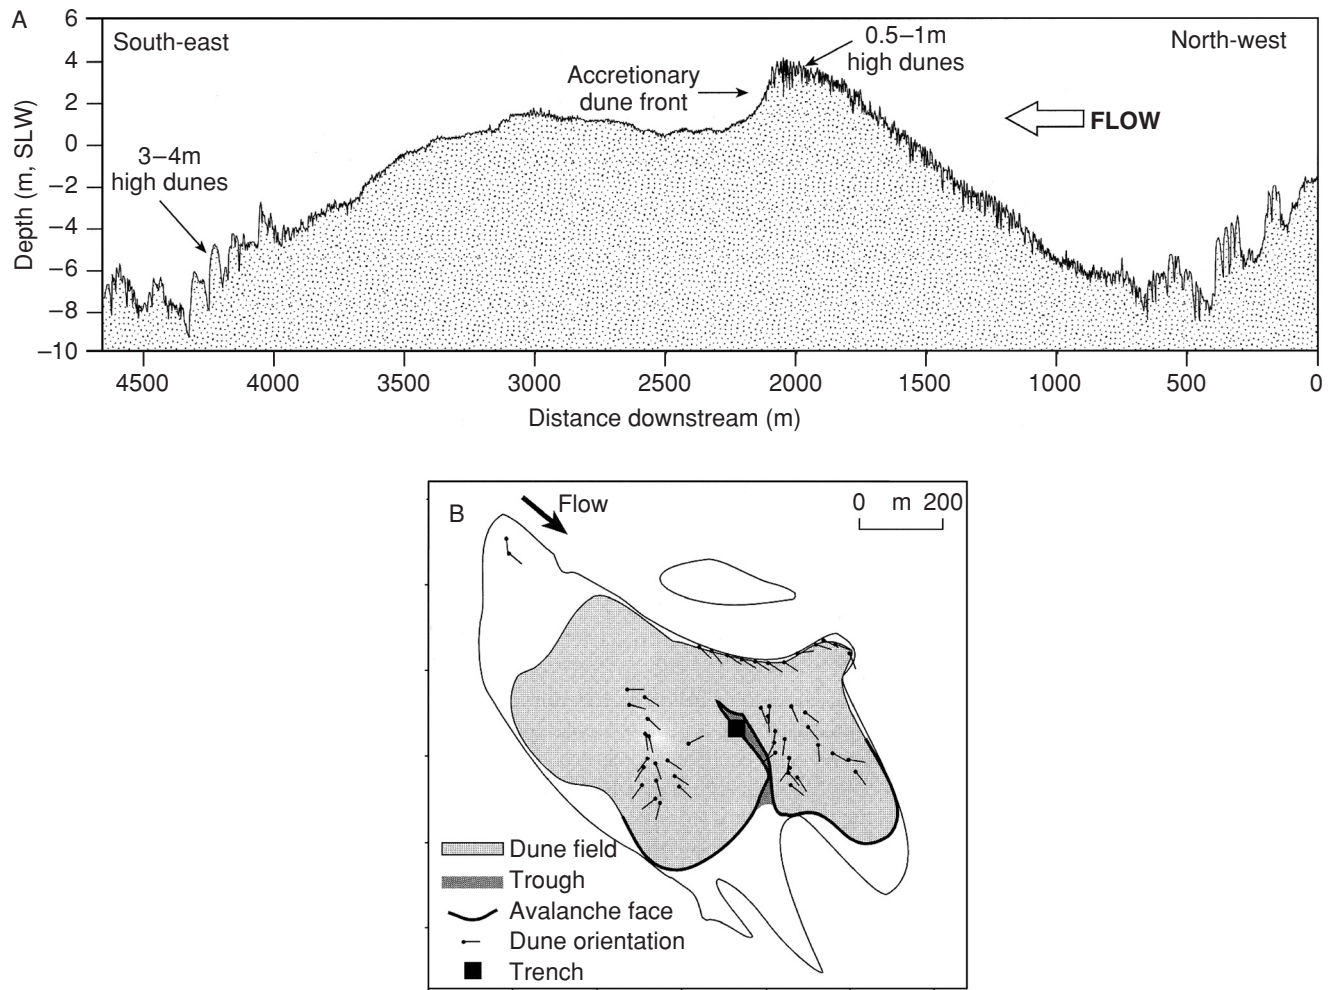 A
South-east
North-west
0.5–1m
high dunes
Accretionary
dune front
FLOW
3–4m
high dunes
Depth (m, SLW)
6
4
2
0
–2
–4
–6
–8
–10
4500
4000
3500
3000
2500
2000
1500
1000
500
0
Distance downstream (m)
B
Flow
0 m 200
Dune field
Trough
Avalanche face
Dune orientation
Trench